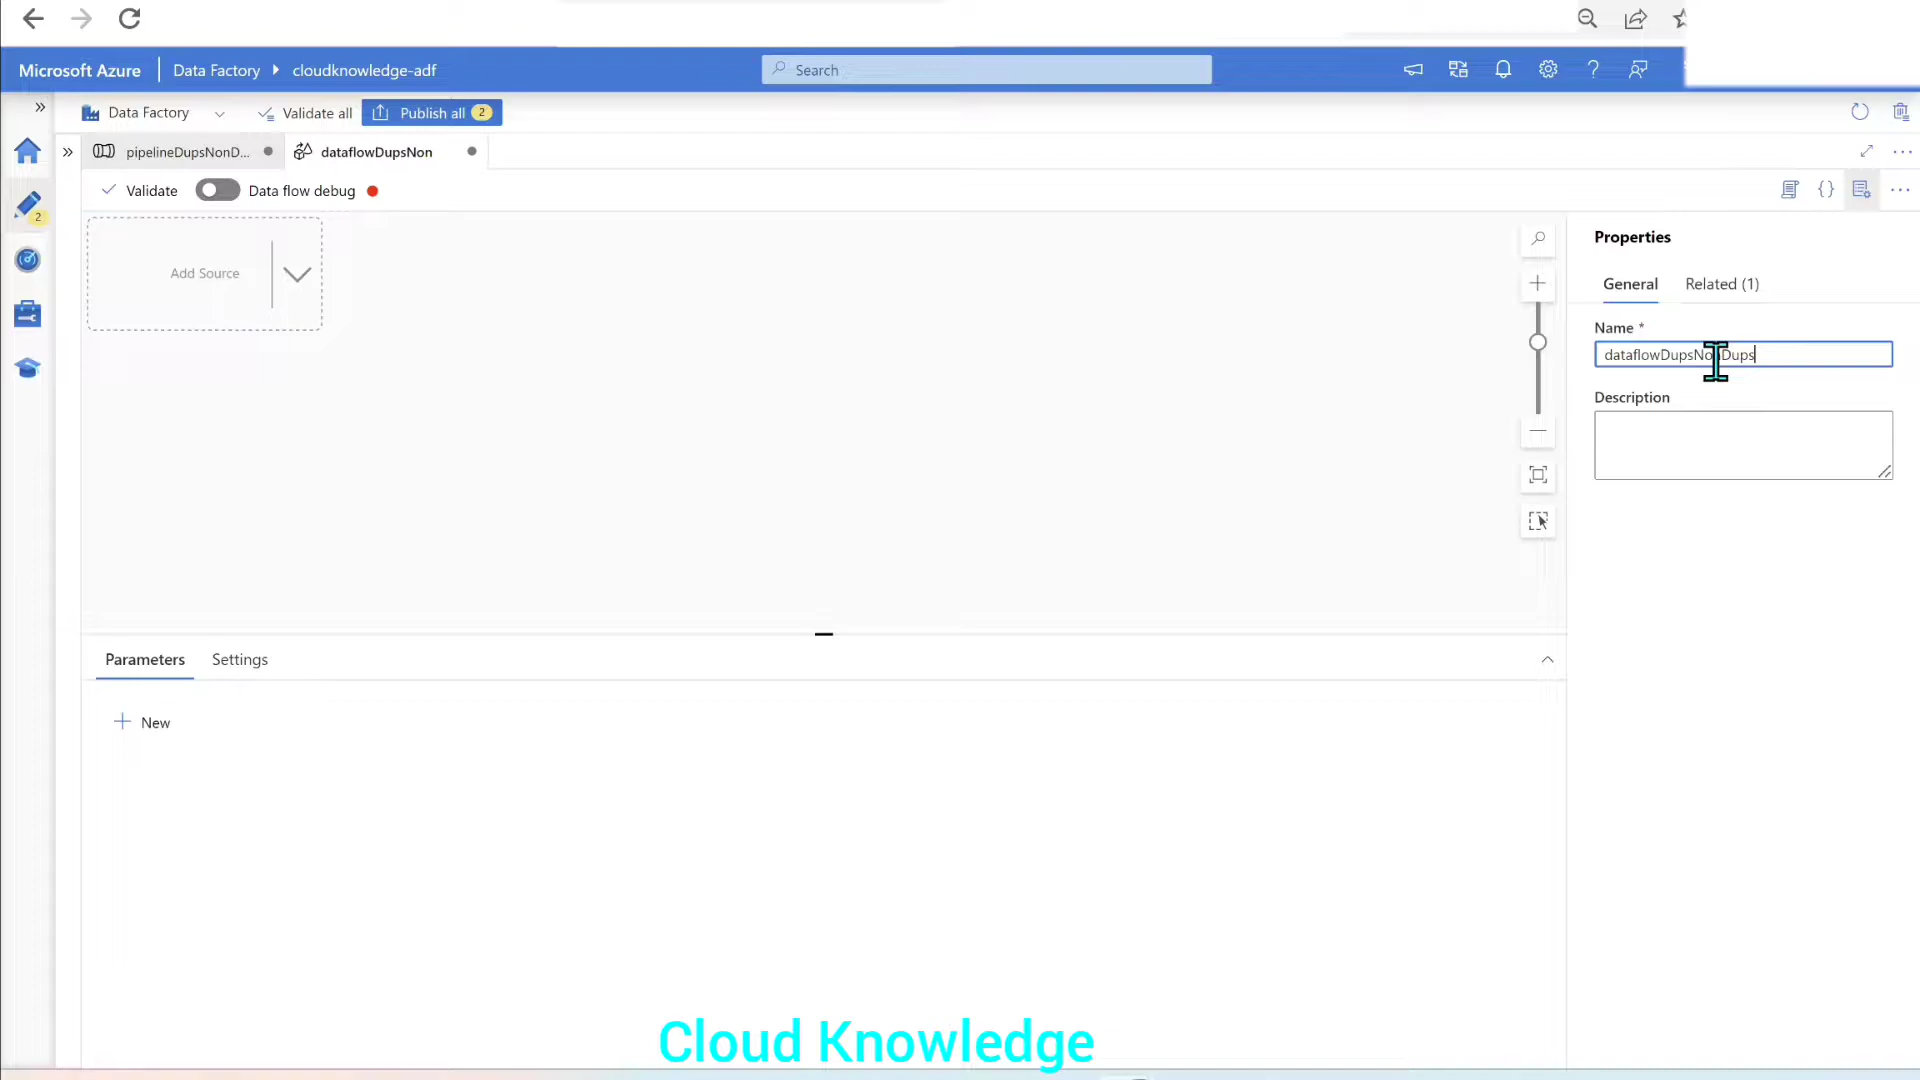 Microsoft Azure
Data Factory
cloudknowledge-adf
Search
Data Factory
Validate all
Publish all
2
pipelineDupsNonD...
dataflowDupsNon
Validate
Data flow debug
2
Add Source
Properties
General
Related (1)
Name *
dataflowDupsNonDups
Description
Parameters
Settings
New
Cloud Knowledge